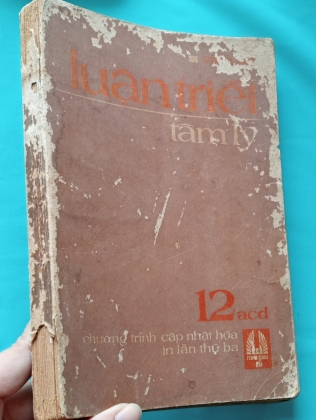 luận triết
tâm lý
12 acd
chương trình cập nhật hóa
in lần thứ ba